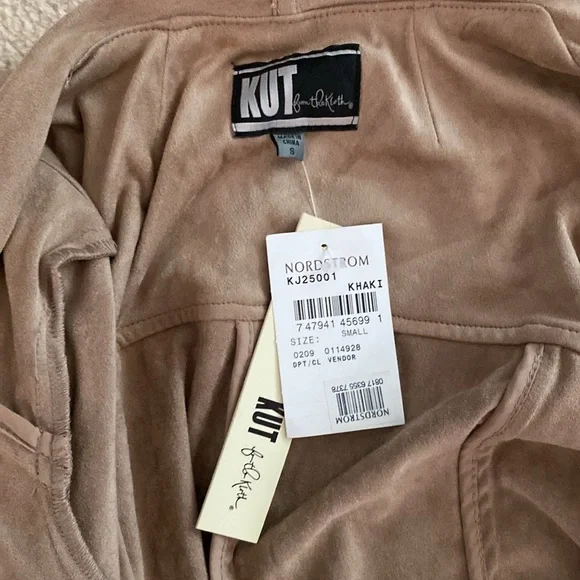 KUT from the Kloth®
MADE IN
CHINA
S
NORDSTROM
KJ25001
KHAKI
7 47941 45699 1
SIZE: SMALL
0209 0114928
DPT/CL VENDOR
0817 6355 7378
NORDSTROM
KUT
from the Kloth®